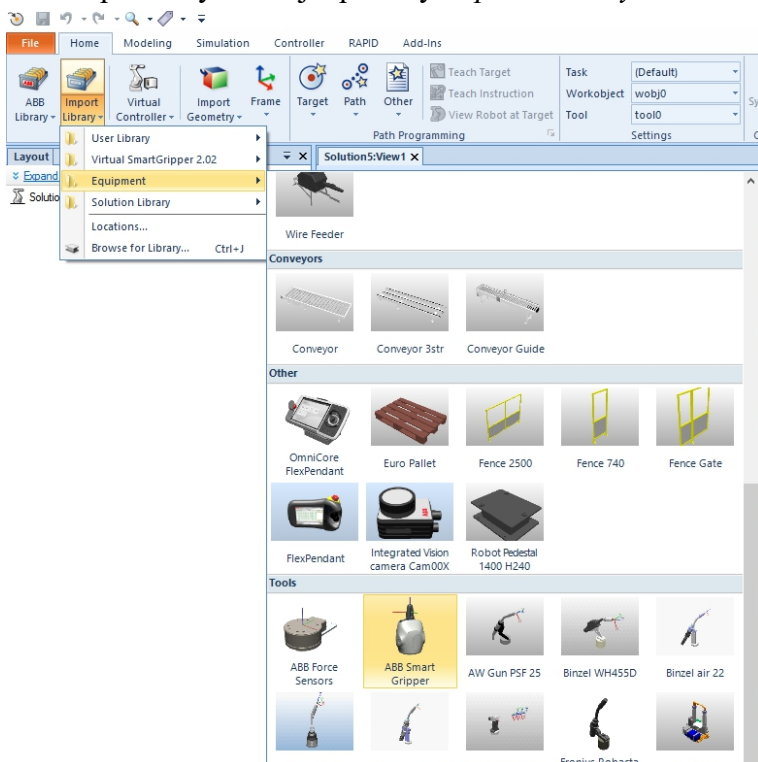 File Home Modeling Simulation Controller RAPID Add-Ins
ABB Library
Import Library
Virtual Controller
Import Geometry
Frame
Target
Path
Other
Teach Target
Teach Instruction
View Robot at Target
Path Programming
Task (Default)
Workobject wobj0
Tool tool0
Settings
Sy
C
User Library
Virtual SmartGripper 2.02
Equipment
Solution Library
Locations...
Browse for Library... Ctrl+J
Layout
Expand
Solutio
Solution5:View1
Wire Feeder
Conveyors
Conveyor Conveyor 3str Conveyor Guide
Other
OmniCore FlexPendant
Euro Pallet
Fence 2500
Fence 740
Fence Gate
FlexPendant
Integrated Vision camera Cam00X
Robot Pedestal 1400 H240
Tools
ABB Force Sensors
ABB Smart Gripper
AW Gun PSF 25
Binzel WH455D
Binzel air 22